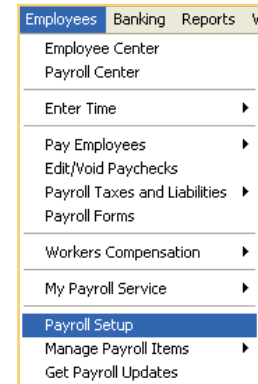 Employees Banking Reports
Employee Center
Payroll Center
Enter Time
Pay Employees
Edit/Void Paychecks
Payroll Taxes and Liabilities
Payroll Forms
Workers Compensation
My Payroll Service
Payroll Setup
Manage Payroll Items
Get Payroll Updates